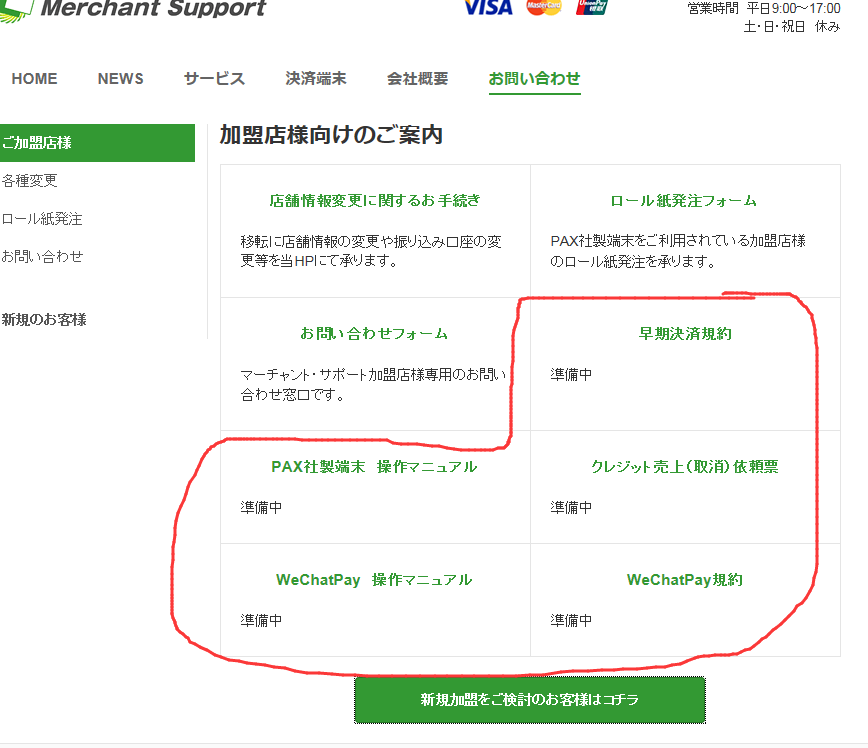 Merchant Support
VISA
MasterCard
UnionPay
営業時間 平日9:00～17:00
土・日・祝日 休み
HOME NEWS サービス 決済端末 会社概要 お問い合わせ
ご加盟店様
各種変更
ロール紙発注
お問い合わせ
新規のお客様
加盟店様向けのご案内
店舗情報変更に関するお手続き
移転に店舗情報の変更や振り込み口座の変
更等を当HPにて承ります。
ロール紙発注フォーム
PAX社製端末をご利用されている加盟店様
のロール紙発注を承ります。
お問い合わせフォーム
マーチャント・サポート加盟店様専用のお問い
合わせ窓口です。
早期決済規約
準備中
PAX社製端末 操作マニュアル
準備中
クレジット売上（取消）依頼票
準備中
WeChatPay 操作マニュアル
準備中
WeChatPay規約
準備中
新規加盟をご検討のお客様はコチラ